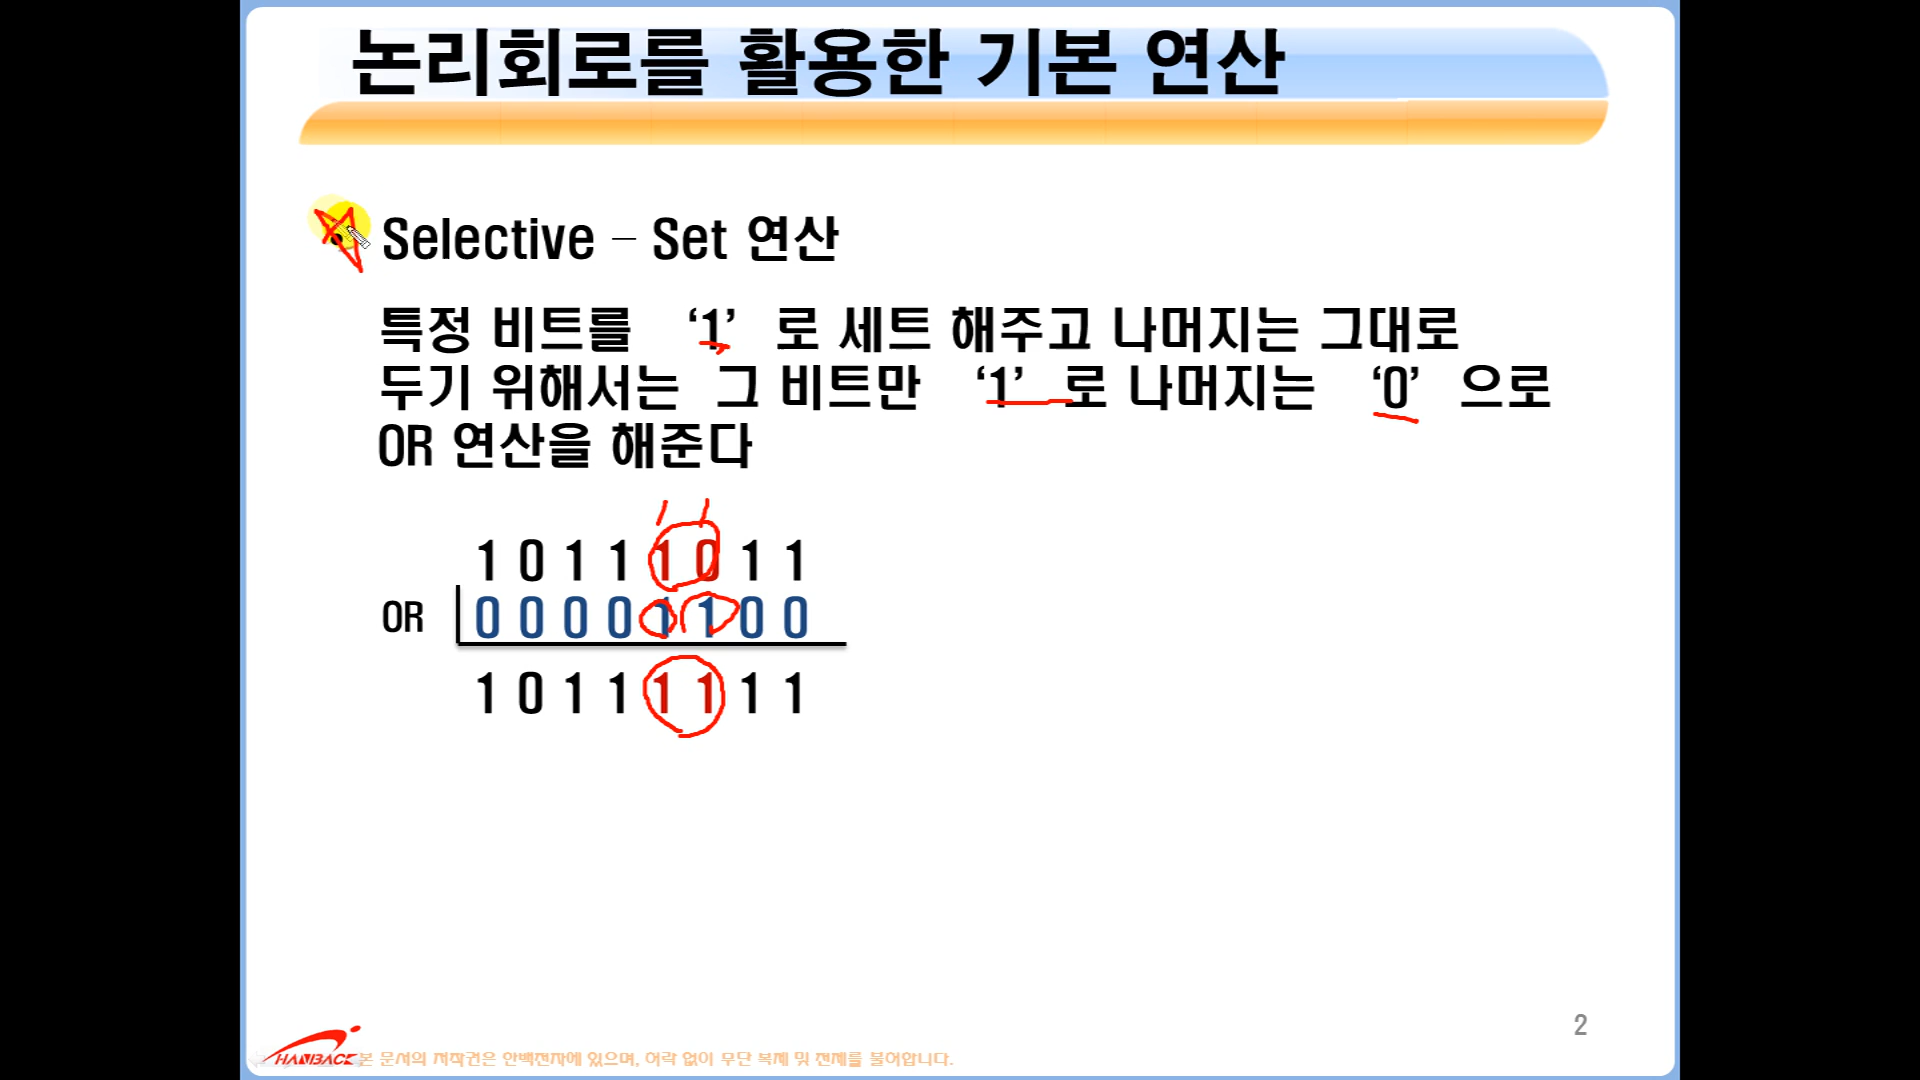 논리회로를 활용한 기본 연산
Selective – Set 연산
특정 비트를 ‘1’ 로 세트 해주고 나머지는 그대로
두기 위해서는 그 비트만 ‘1’ 로 나머지는 ‘0’ 으로
OR 연산을 해준다
1 0 1 1 1 0 1 1
OR 0 0 0 0 1 1 0 0
1 0 1 1 1 1 1 1
2
HANBACK 본 문서의 저작권은 한백전자에 있으며, 허락 없이 무단 복제 및 전제를 불허합니다.